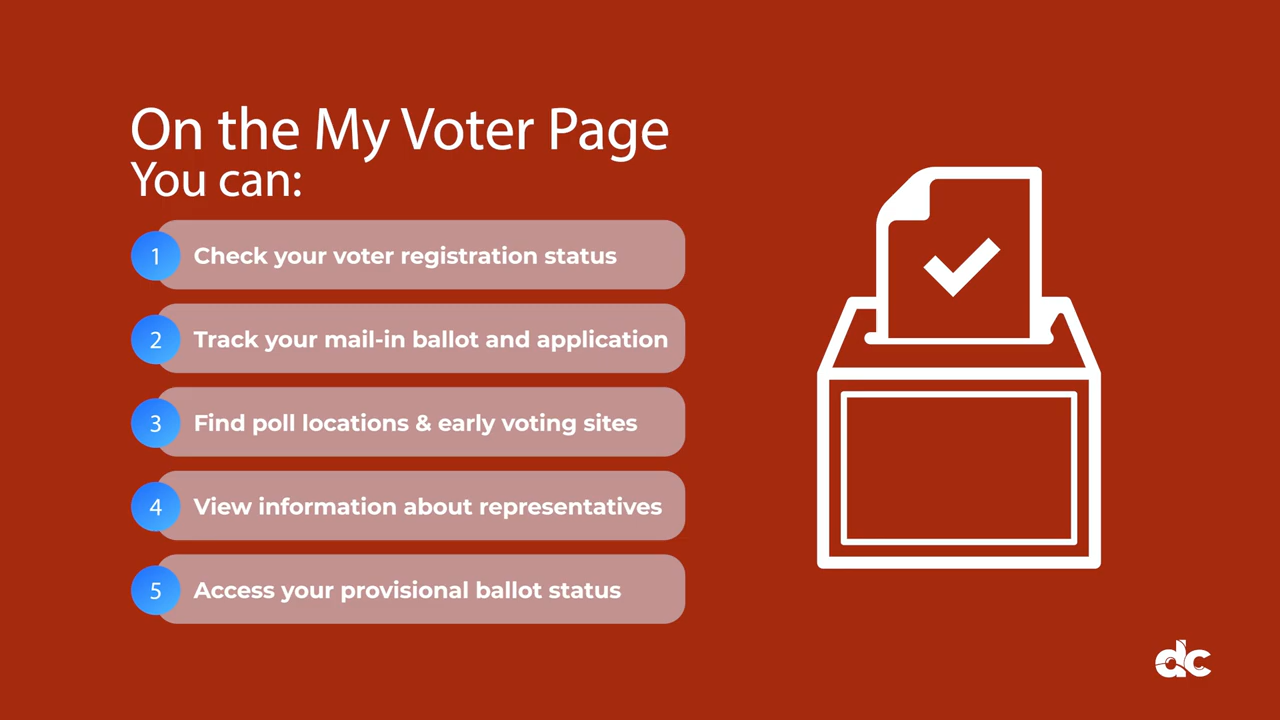 On the My Voter Page
You can:
1 Check your voter registration status
2 Track your mail-in ballot and application
3 Find poll locations & early voting sites
4 View information about representatives
5 Access your provisional ballot status
dc